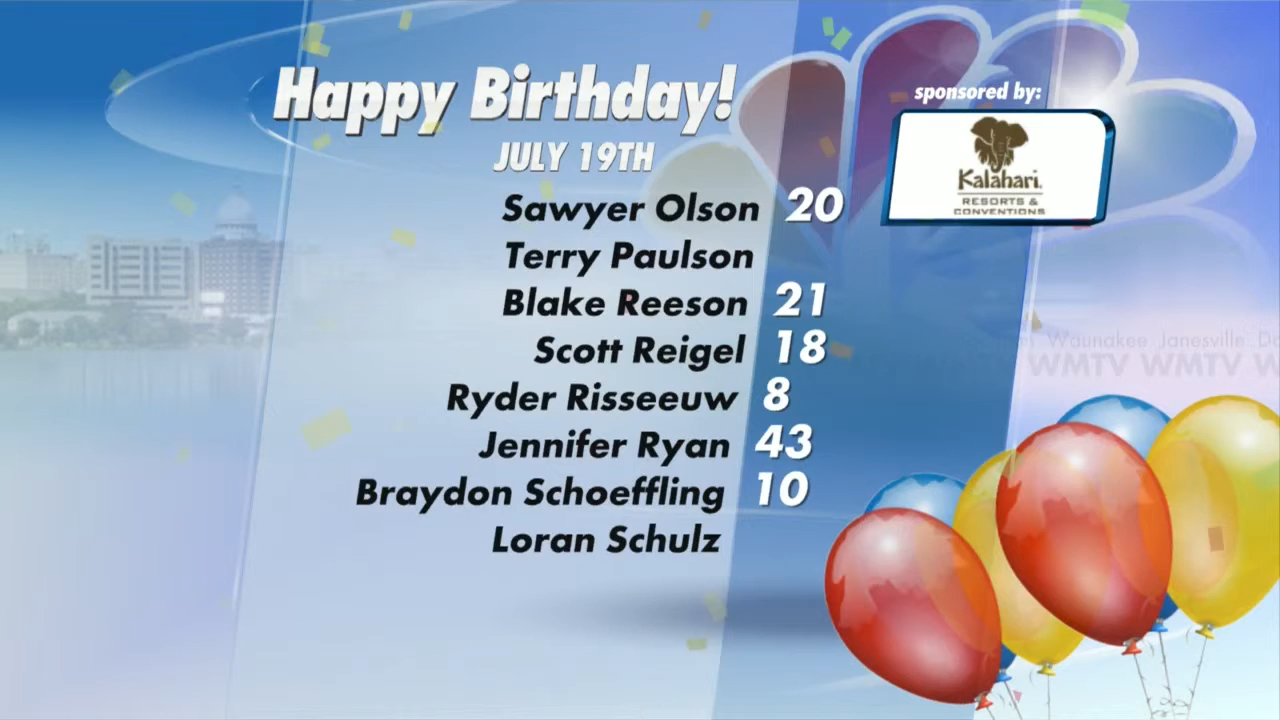 Happy Birthday!
JULY 19TH
sponsored by:
Kalahari
RESORTS &
CONVENTIONS
Sawyer Olson 20
Terry Paulson
Blake Reeson 21
Scott Reigel 18
Ryder Risseeuw 8
Jennifer Ryan 43
Braydon Schoeffling 10
Loran Schulz
Waunakee Janesville
WMTV WMTV